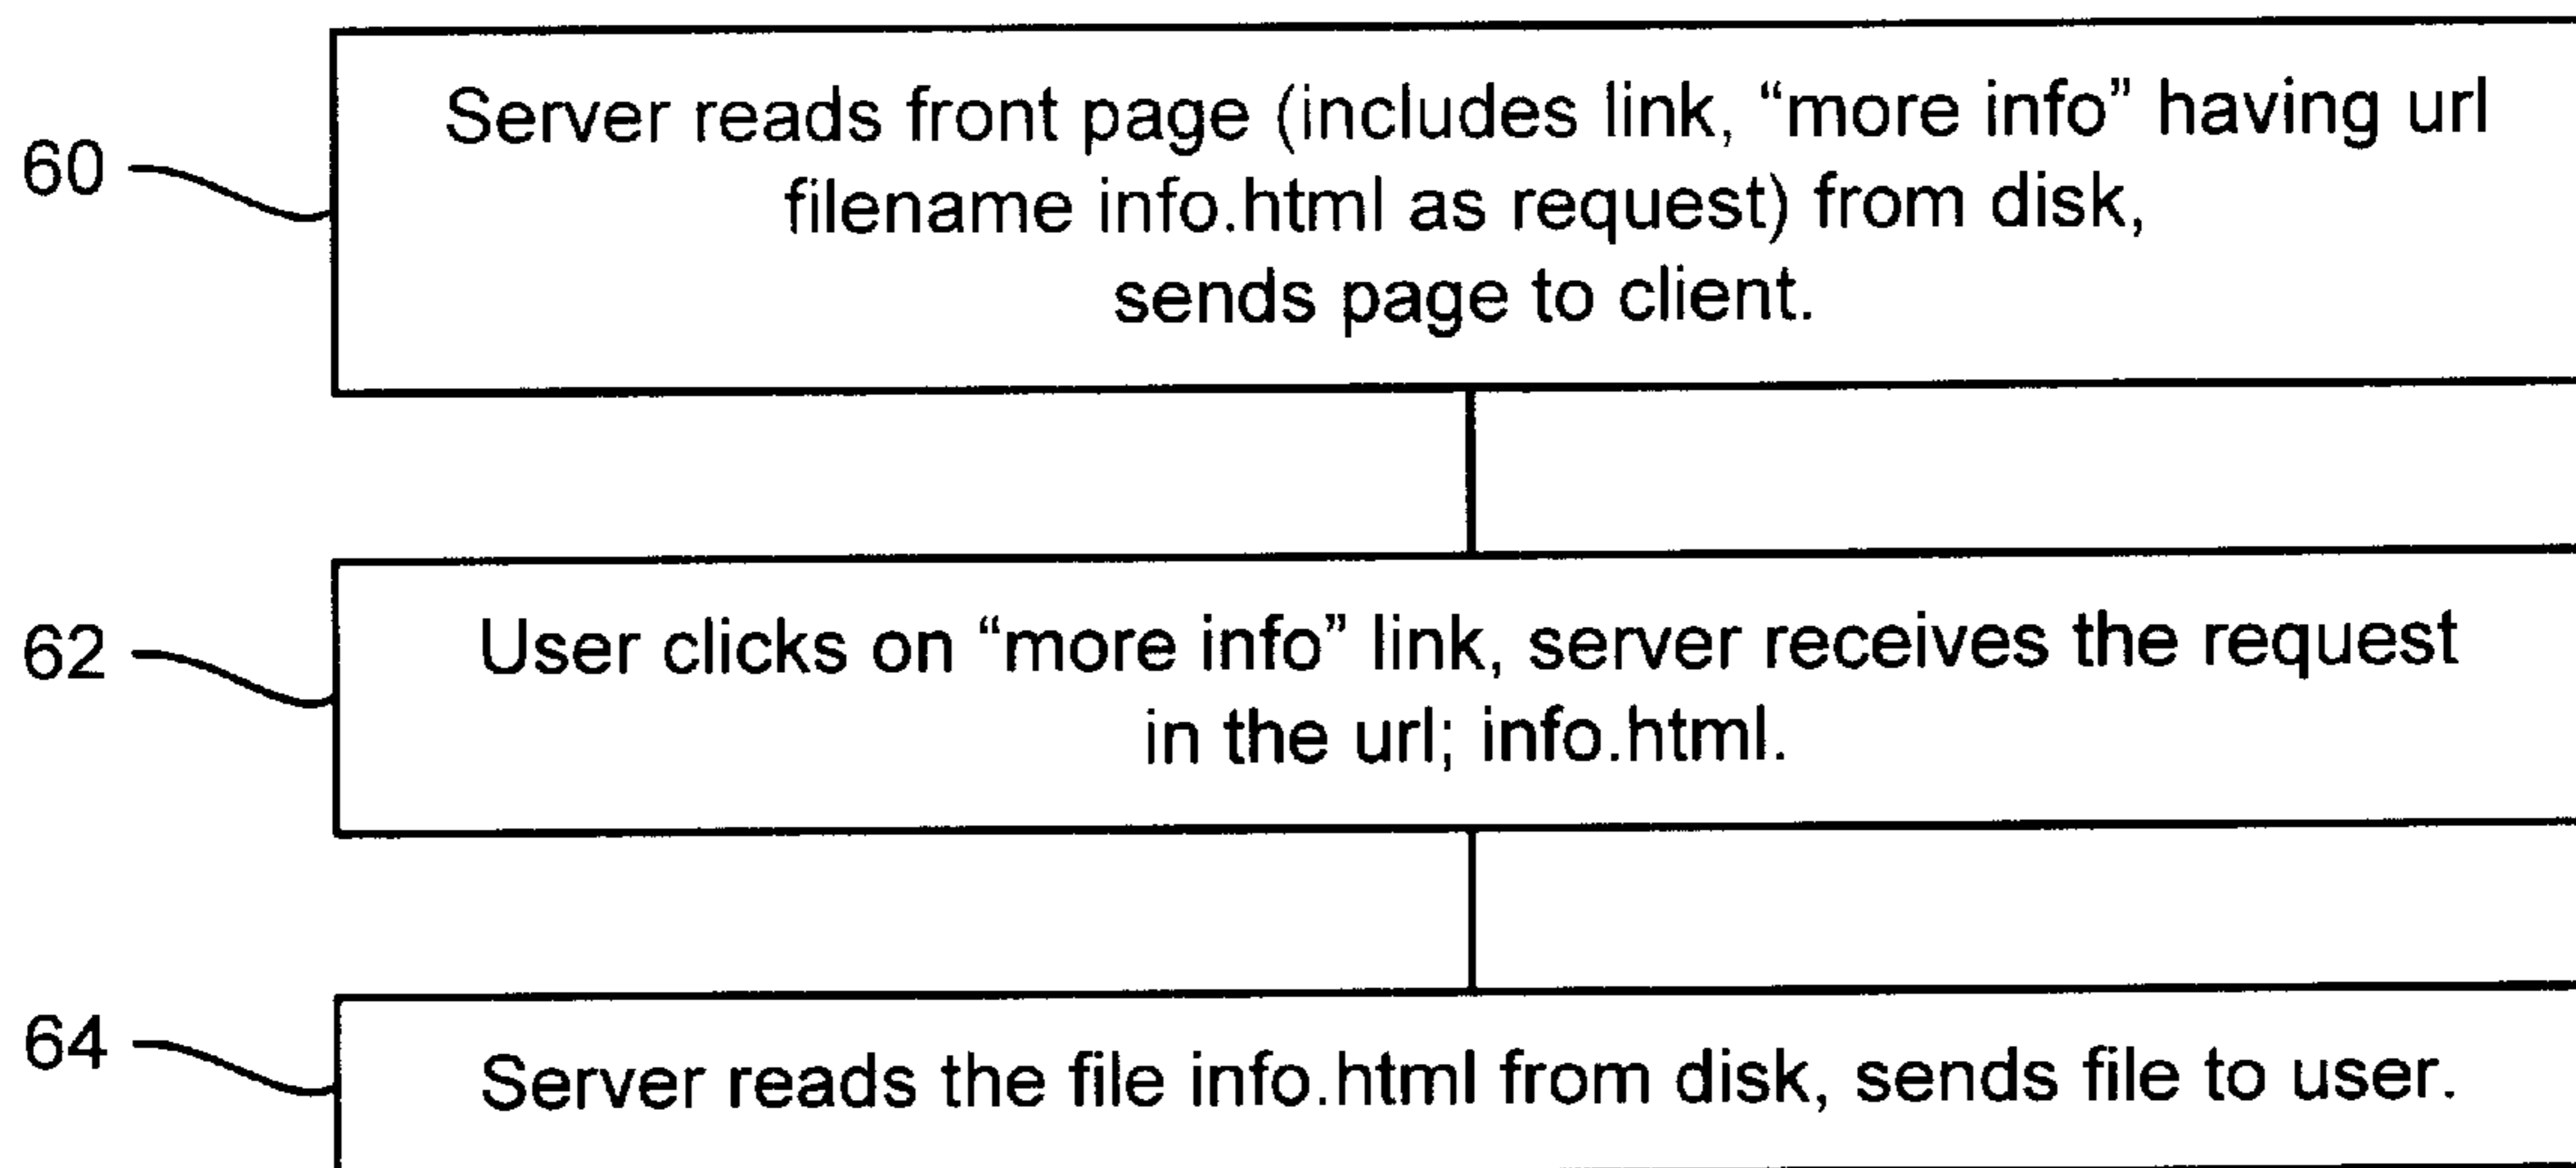 60
Server reads front page (includes link, “more info” having url
filename info.html as request) from disk,
sends page to client.
62
User clicks on “more info” link, server receives the request
in the url; info.html.
64
Server reads the file info.html from disk, sends file to user.